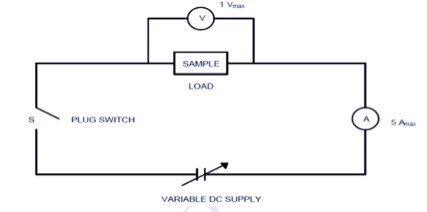 1 Vmax
V
SAMPLE
LOAD
S
PLUG SWITCH
A
5 Amax
VARIABLE DC SUPPLY